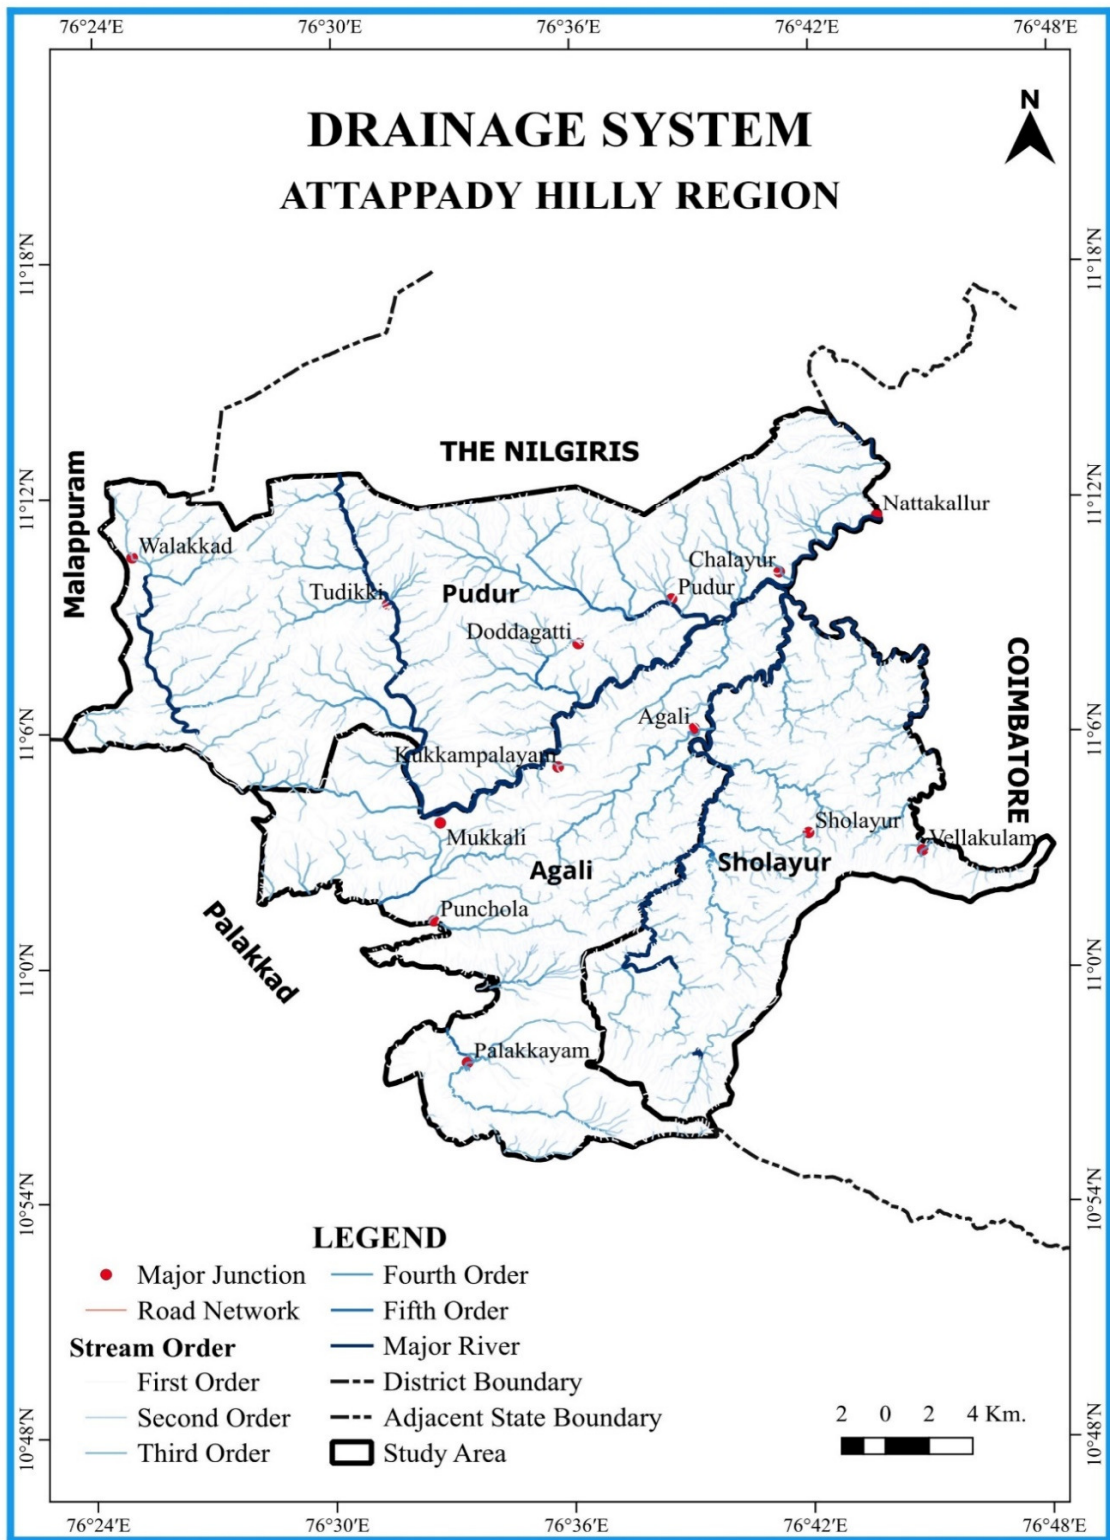 76°24′E 76°30′E 76°36′E 76°42′E 76°48′E
N
DRAINAGE SYSTEM
ATTAPPADY HILLY REGION
11°18′N 11°18′N
THE NILGIRIS
11°12′N 11°12′N
Malappuram
Nattakallur
Walakkad
Chalayur
Tudikki
Pudur
Pudur
Doddagatti
COIMBATORE
Agali
11°6′N 11°6′N
Kukkampalayam
Sholayur
Mukkali
Vellakulam
Agali
Sholayur
Punchola
Palakkad
11°0′N 11°0′N
Palakkayam
10°54′N 10°54′N
LEGEND
Major Junction
Road Network
Stream Order
First Order
Second Order
Third Order
Fourth Order
Fifth Order
Major River
District Boundary
Adjacent State Boundary
Study Area
2 0 2 4 Km.
10°48′N 10°48′N
76°24′E 76°30′E 76°36′E 76°42′E 76°48′E